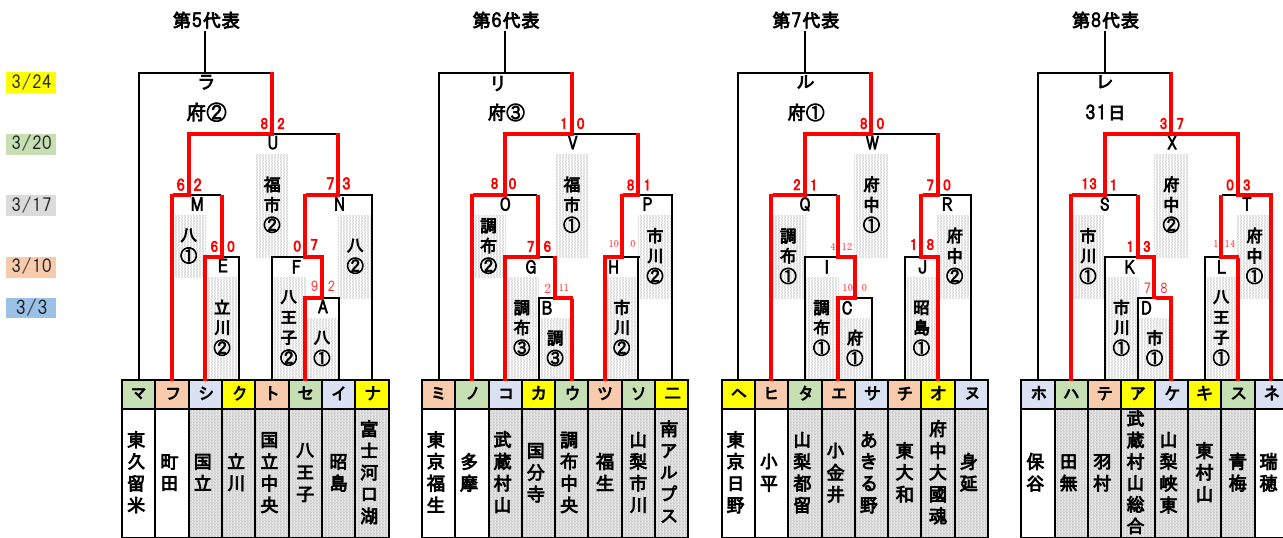 第5代表 第6代表 第7代表 第8代表
3/24 ラ リ ル レ
府② 府③ 府① 31日
8 2 1 0 8 0 3 7
3/20 U V W X
福市② 福市① 府中① 府中②
6 2 7 3 8 0 8 1 2 1 7 0 13 1 0 3
3/17 M N O P Q R S T
八① 八② 調布② 市川② 調布① 府中② 市川① 府中①
6 0 0 7 7 6 10 0 4 12 1 8 1 3 14
3/10 E F G H I J K L
立川② 八王子② 調布③ 市川② 調布① 昭島① 市川① 八王子①
9 2 2 11 10 0 7 8
3/3 A B C D
八① 調③ 府① 市①
マ フ シ ク ト セ イ ナ ミ ノ コ カ ウ ツ ソ ニ ヘ ヒ タ エ サ チ オ ヌ ホ ハ テ ア ケ キ ス ネ
東久留米
町田
国立
立川
国立中央
八王子
昭島
富士河口湖
東京福生
多摩
武蔵村山
国分寺
調布中央
福生
山梨市川
南アルプス
東京日野
小平
山梨都留
小金井
あきる野
東大和
府中大國魂
身延
保谷
田無
羽村
武蔵村山総合
山梨峡東
東村山
青梅
瑞穂